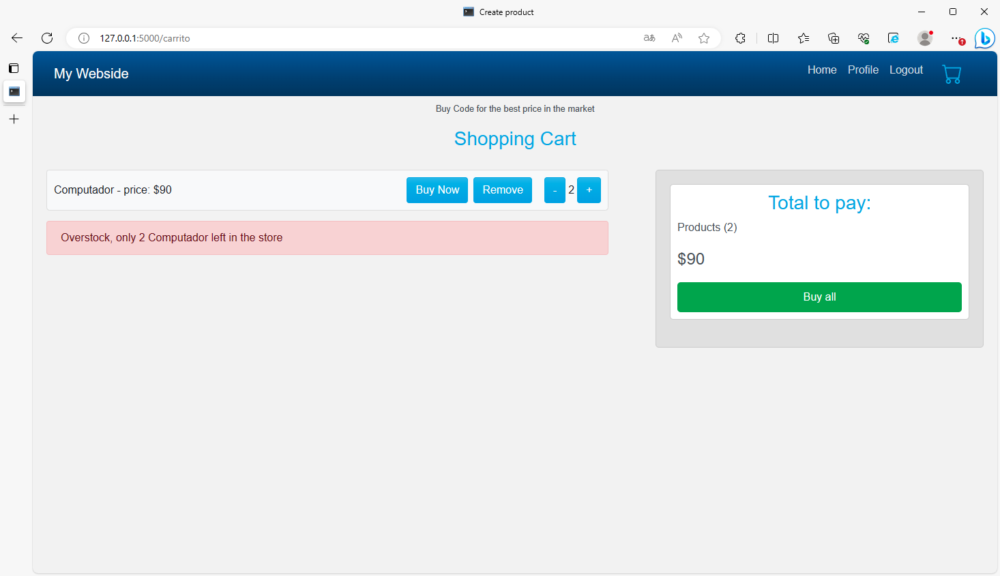 Create product
127.0.0.1:5000/carrito
My Webside
Home Profile Logout
Buy Code for the best price in the market
Shopping Cart
Computador - price: $90 Buy Now Remove - 2 +
Overstock, only 2 Computador left in the store
Total to pay:
Products (2)
$90
Buy all